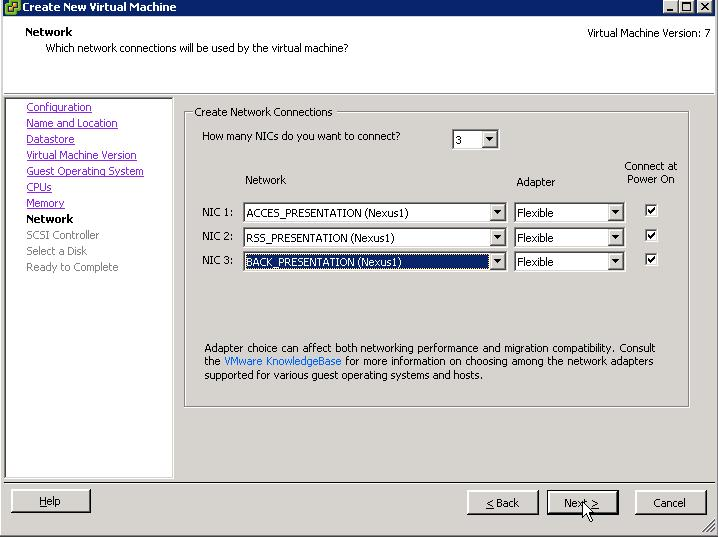 Create New Virtual Machine
Network
Which network connections will be used by the virtual machine?
Virtual Machine Version: 7
Configuration
Name and Location
Datastore
Virtual Machine Version
Guest Operating System
CPUs
Memory
Network
SCSI Controller
Select a Disk
Ready to Complete
Create Network Connections
How many NICs do you want to connect? 3
Network Adapter Connect at
Power On
NIC 1: ACCES_PRESENTATION (Nexus1) Flexible
NIC 2: RSS_PRESENTATION (Nexus1) Flexible
NIC 3: BACK_PRESENTATION (Nexus1) Flexible
Adapter choice can affect both networking performance and migration compatibility. Consult
the VMware KnowledgeBase for more information on choosing among the network adapters
supported for various guest operating systems and hosts.
Help < Back Next > Cancel